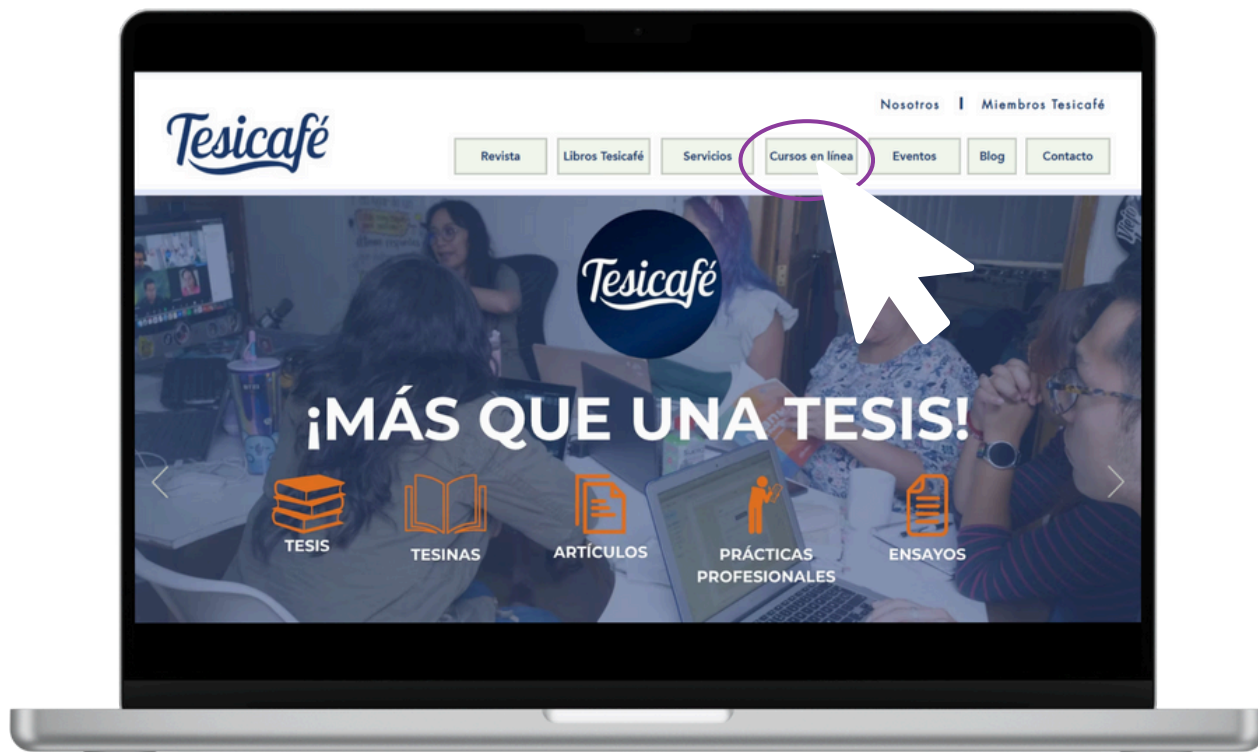 Nosotros | Miembros Tesicafé
Tesicafé
Revista Libros Tesicafé Servicios Cursos en línea Eventos Blog Contacto
Tesicafé
¡MÁS QUE UNA TESIS!
TESIS TESINAS ARTÍCULOS PRÁCTICAS PROFESIONALES ENSAYOS